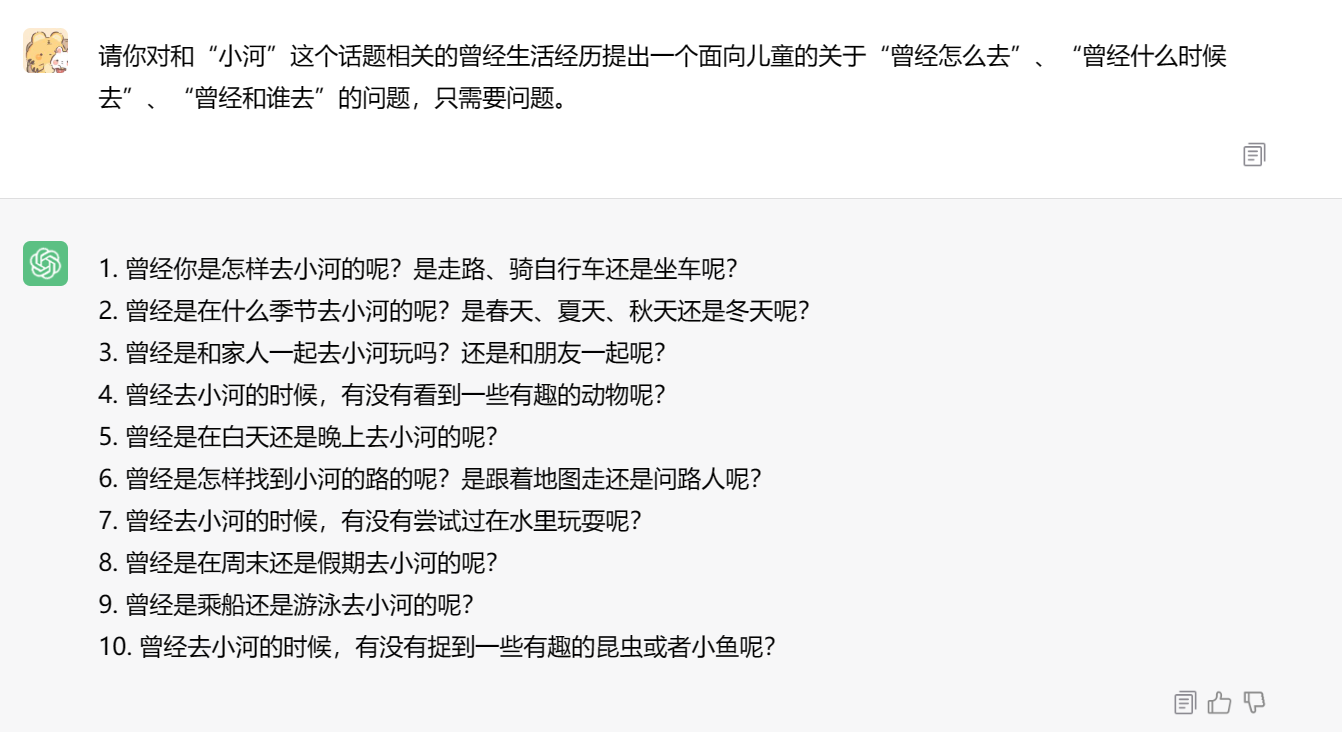 请你对和“小河”这个话题相关的曾经生活经历提出一个面向儿童的关于“曾经怎么去”、“曾经什么时候
去”、“曾经和谁去”的问题，只需要问题。
1. 曾经你是怎样去小河的呢？是走路、骑自行车还是坐车呢？
2. 曾经是在什么季节去小河的呢？是春天、夏天、秋天还是冬天呢？
3. 曾经是和家人一起去小河玩吗？还是和朋友一起呢？
4. 曾经去小河的时候，有没有看到一些有趣的动物呢？
5. 曾经是在白天还是晚上去小河的呢？
6. 曾经是怎样找到小河的路的呢？是跟着地图走还是问路人呢？
7. 曾经去小河的时候，有没有尝试过在水里玩耍呢？
8. 曾经是在周末还是假期去小河的呢？
9. 曾经是乘船还是游泳去小河的呢？
10. 曾经去小河的时候，有没有捉到一些有趣的昆虫或者小鱼呢？